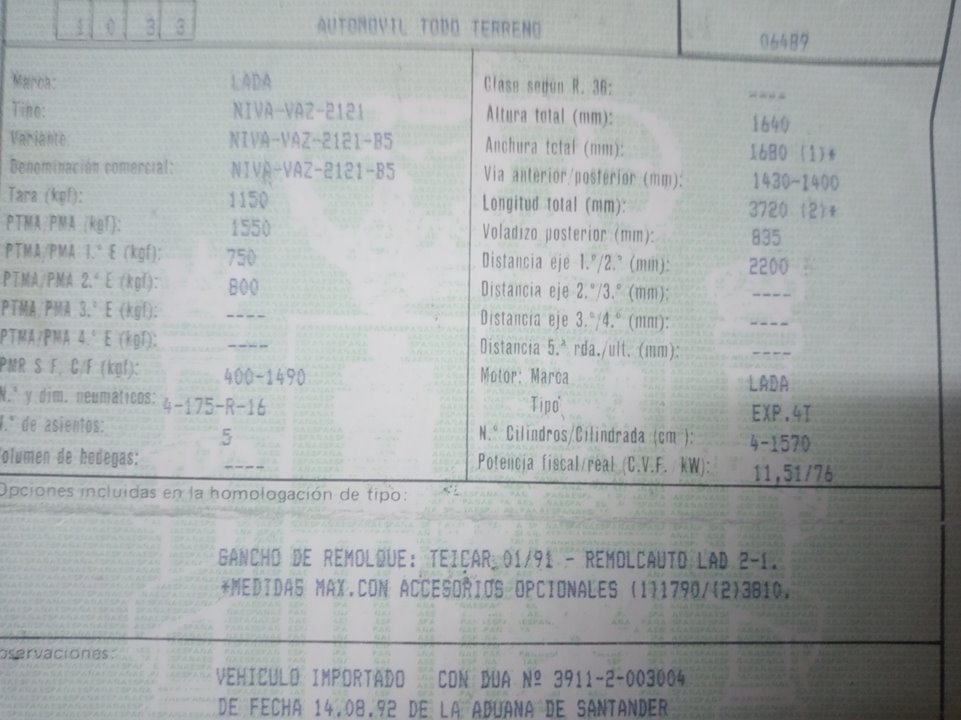 1 0 3 3 AUTOMOVIL TODO TERRENO 06489
Marca: LADA
Tipo: NIVA-VAZ-2121
Variante: NIVA-VAZ-2121-B5
Denominación comercial: NIVA-VAZ-2121-B5
Tara (kgf): 1150
PTMA/PMA (kgf): 1550
PTMA/PMA 1.º E (kgf): 750
PTMA/PMA 2.º E (kgf): 800
PTMA/PMA 3.º E (kgf): ----
PTMA/PMA 4.º E (kgf): ----
PMR S/F, C/F (kgf): 400-1490
N.º y dim. neumáticos: 4-175-R-16
N.º de asientos: 5
Volumen de bodegas: ----
Clase según R. 36: ----
Altura total (mm): 1640
Anchura total (mm): 1680 (1)*
Vía anterior/posterior (mm): 1430-1400
Longitud total (mm): 3720 (2)*
Voladizo posterior (mm): 835
Distancia eje 1.º/2.º (mm): 2200
Distancia eje 2.º/3.º (mm): ----
Distancia eje 3.º/4.º (mm): ----
Distancia 5.ª rda./ult. (mm): ----
Motor: Marca LADA
Tipo EXP.4T
N.º Cilindros/Cilindrada (cm ): 4-1570
Potencia fiscal/real (C.V.F./kW): 11,51/76
Opciones incluidas en la homologación de tipo:
GANCHO DE REMOLQUE: TEICAR 01/91 - REMOLCAUTO LAD 2-1.
*MEDIDAS MAX.CON ACCESORIOS OPCIONALES (1)1790/(2)3810.
Observaciones:
VEHICULO IMPORTADO CON DUA Nº 3911-2-003004
DE FECHA 14.08.92 DE LA ADUANA DE SANTANDER